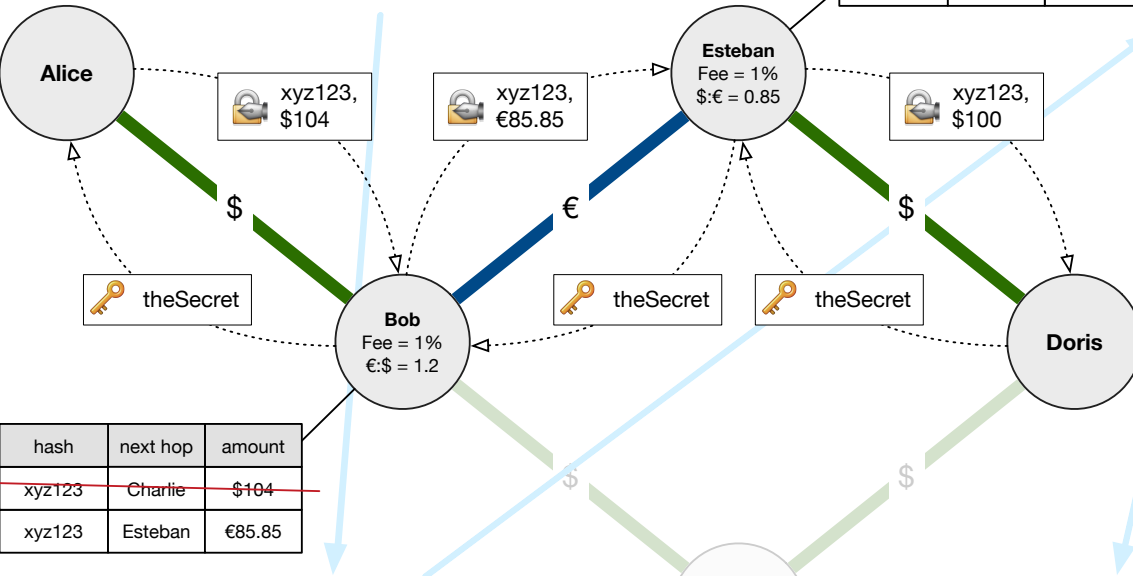 Esteban
Fee = 1%
$:€ = 0.85
Alice
xyz123,
$104
xyz123,
€85.85
xyz123,
$100
$
€
$
theSecret
theSecret
theSecret
Bob
Fee = 1%
€:$ = 1.2
Doris
hash next hop amount
xyz123 Charlie $104
xyz123 Esteban €85.85
$
$